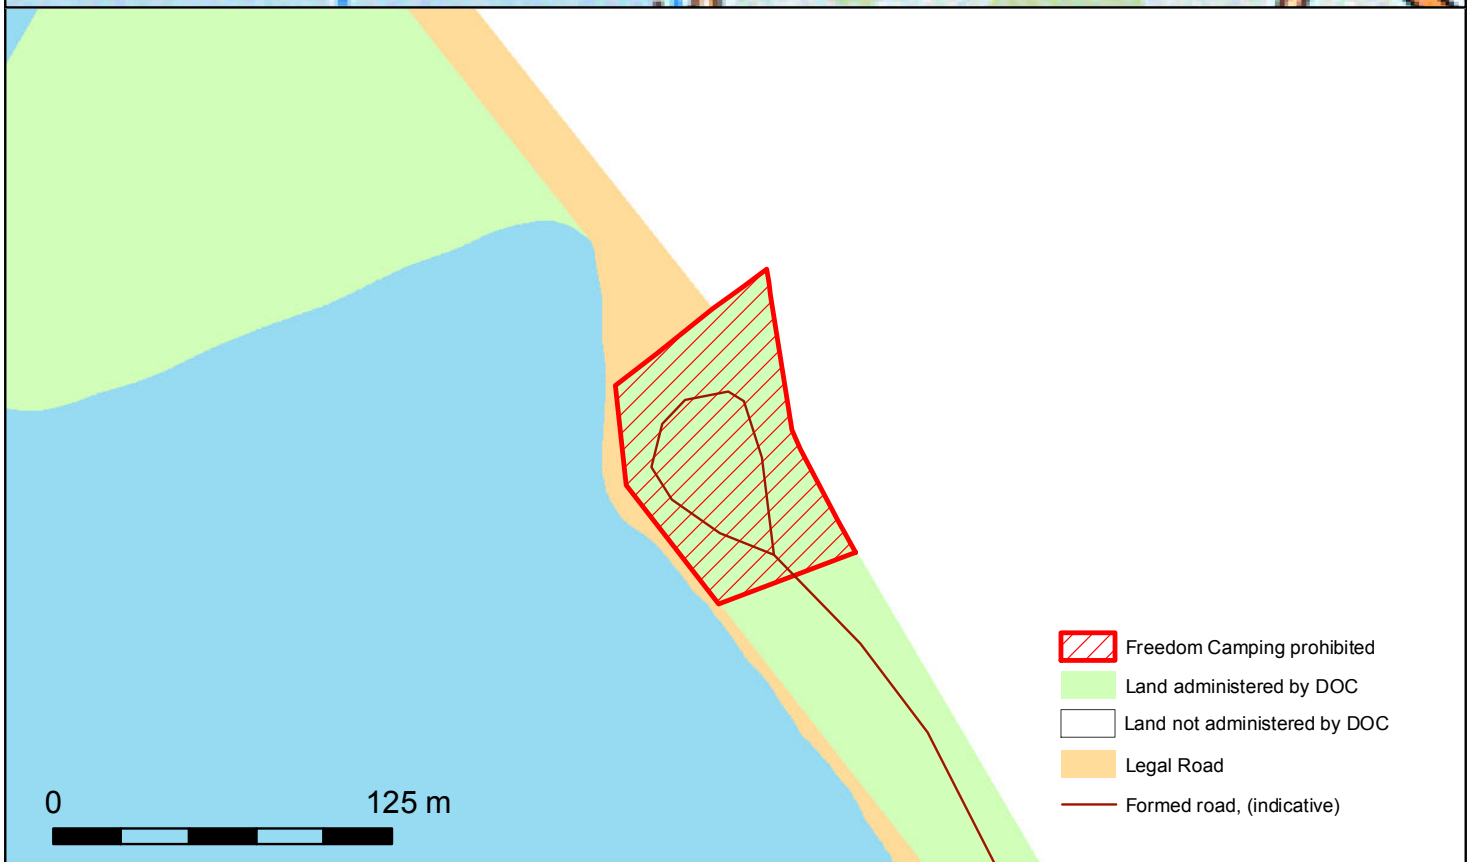 Freedom Camping prohibited
Land administered by DOC
Land not administered by DOC
Legal Road
Formed road, (indicative)
0 125 m